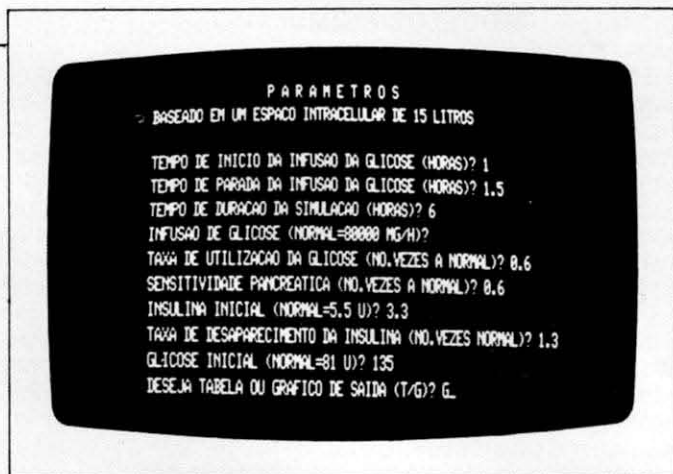 P A R A M E T R O S
BASEADO EM UM ESPACO INTRACELULAR DE 15 LITROS
TEMPO DE INICIO DA INFUSAO DA GLICOSE (HORAS)? 1
TEMPO DE PARADA DA INFUSAO DA GLICOSE (HORAS)? 1.5
TEMPO DE DURACAO DA SIMULACAO (HORAS)? 6
INFUSAO DE GLICOSE (NORMAL=80000 MG/H)?
TAXA DE UTILIZACAO DA GLICOSE (NO.VEZES A NORMAL)? 0.6
SENSITIVIDADE PANCREATICA (NO.VEZES A NORMAL)? 0.6
INSULINA INICIAL (NORMAL=5.5 U)? 3.3
TAXA DE DESAPARECIMENTO DA INSULINA (NO.VEZES NORMAL)? 1.3
GLICOSE INICIAL (NORMAL=81 U)? 135
DESEJA TABELA OU GRAFICO DE SAIDA (T/G)? G_